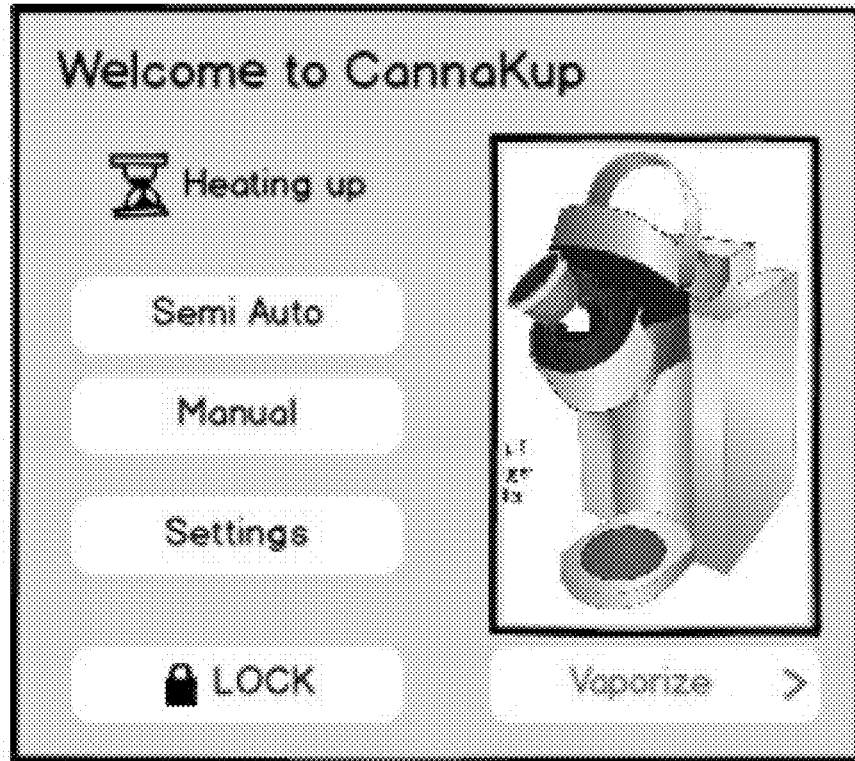 Welcome to CannaKup
Heating up
Semi Auto
Manual
Settings
LOCK
Vaporize >